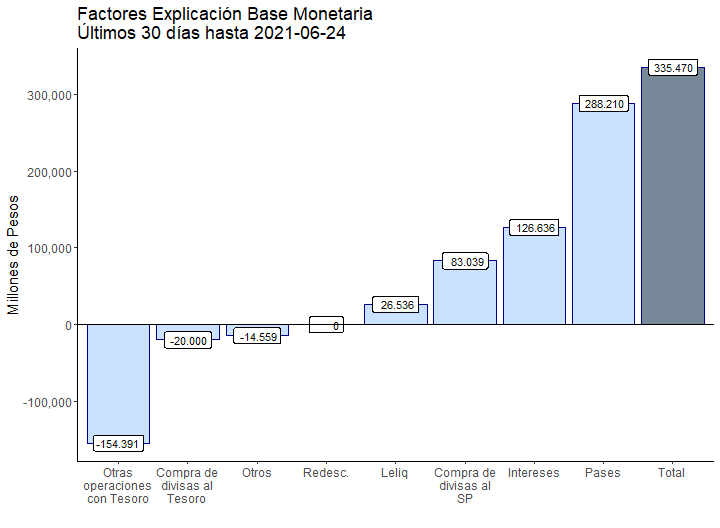 Factores Explicación Base Monetaria
Últimos 30 días hasta 2021-06-24
Millones de Pesos
300,000
200,000
100,000
0
-100,000
-154.391
-20.000
-14.559
0
26.536
83.039
126.636
288.210
335.470
Otras
operaciones
con Tesoro
Compra de
divisas al
Tesoro
Otros
Redesc.
Leliq
Compra de
divisas al
SP
Intereses
Pases
Total